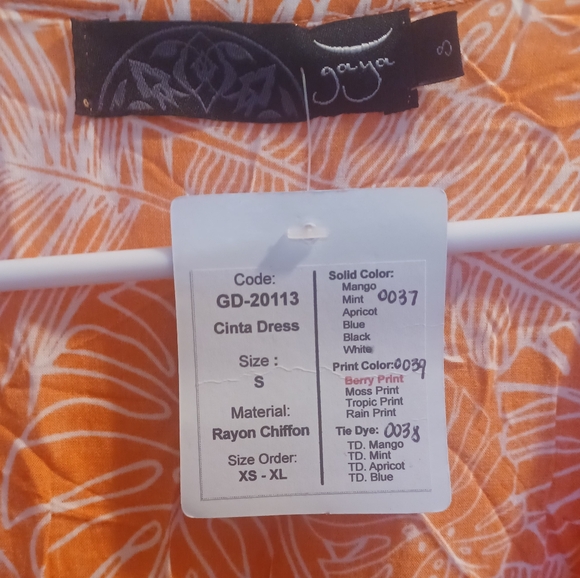 gaya
S
Code:
GD-20113
Cinta Dress
Size :
S
Material:
Rayon Chiffon
Size Order:
XS - XL
Solid Color:
Mango
Mint 0037
Apricot
Blue
Black
White
Print Color: 0039
Berry Print
Moss Print
Tropic Print
Rain Print
Tie Dye: 0038
TD. Mango
TD. Mint
TD. Apricot
TD. Blue